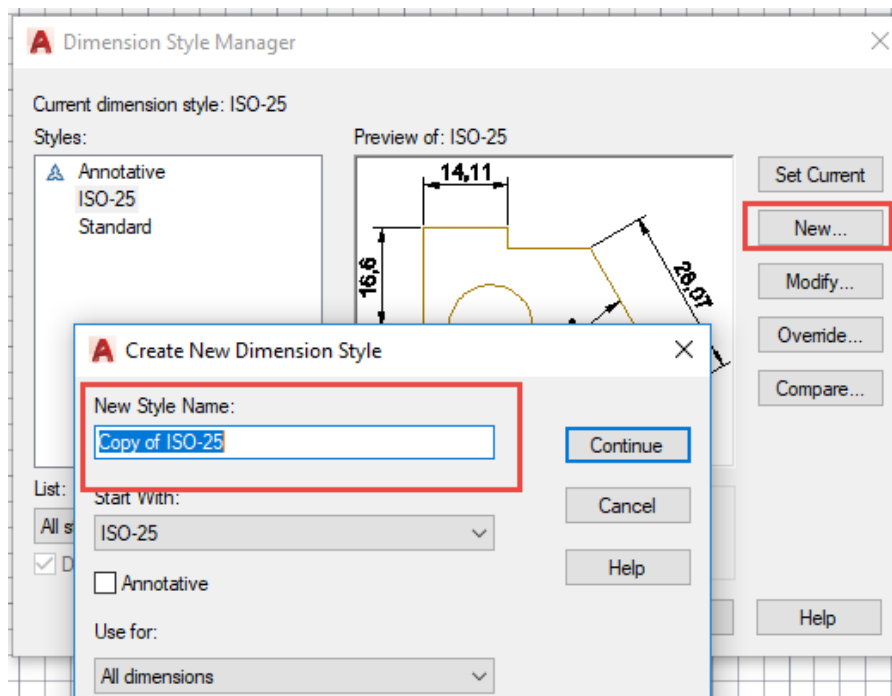 Dimension Style Manager
Current dimension style: ISO-25
Styles:
Preview of: ISO-25
Annotative
ISO-25
Standard
14,11
16,6
28,07
Set Current
New...
Modify...
Override...
Compare...
Create New Dimension Style
New Style Name:
Copy of ISO-25
Continue
Start With:
Cancel
ISO-25
Help
Annotative
Use for:
All dimensions
List:
All
Help